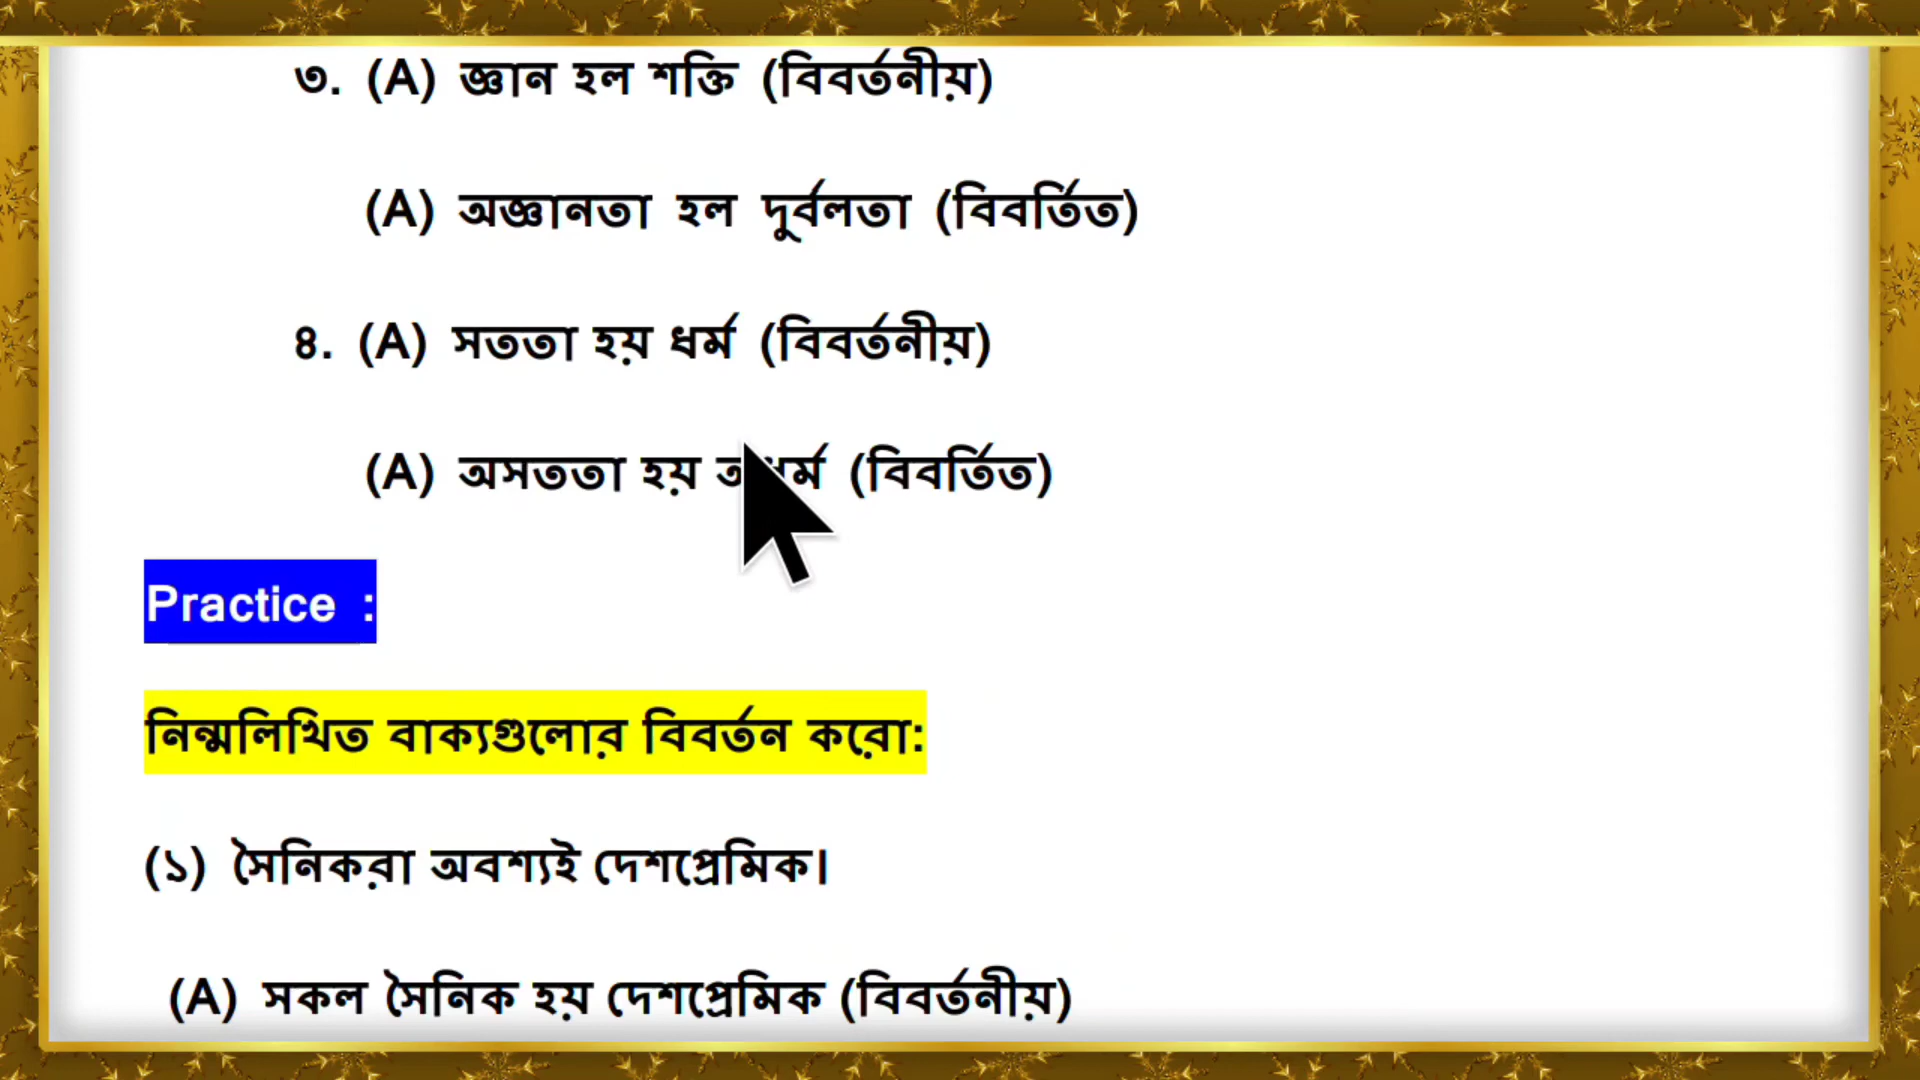 ৩. (A) জ্ঞান হল শক্তি (বিবর্তনীয়)
(A) অজ্ঞানতা হল দুর্বলতা (বিবর্তিত)
৪. (A) সততা হয় ধর্ম (বিবর্তনীয়)
(A) অসততা হয় (বিবর্তিত)
Practice :
নিন্মলিখিত বাক্যগুলোর বিবর্তন করো:
(১) সৈনিকরা অবশ্যই দেশপ্রেমিক।
(A) সকল সৈনিক হয় দেশপ্রেমিক (বিবর্তনীয়)